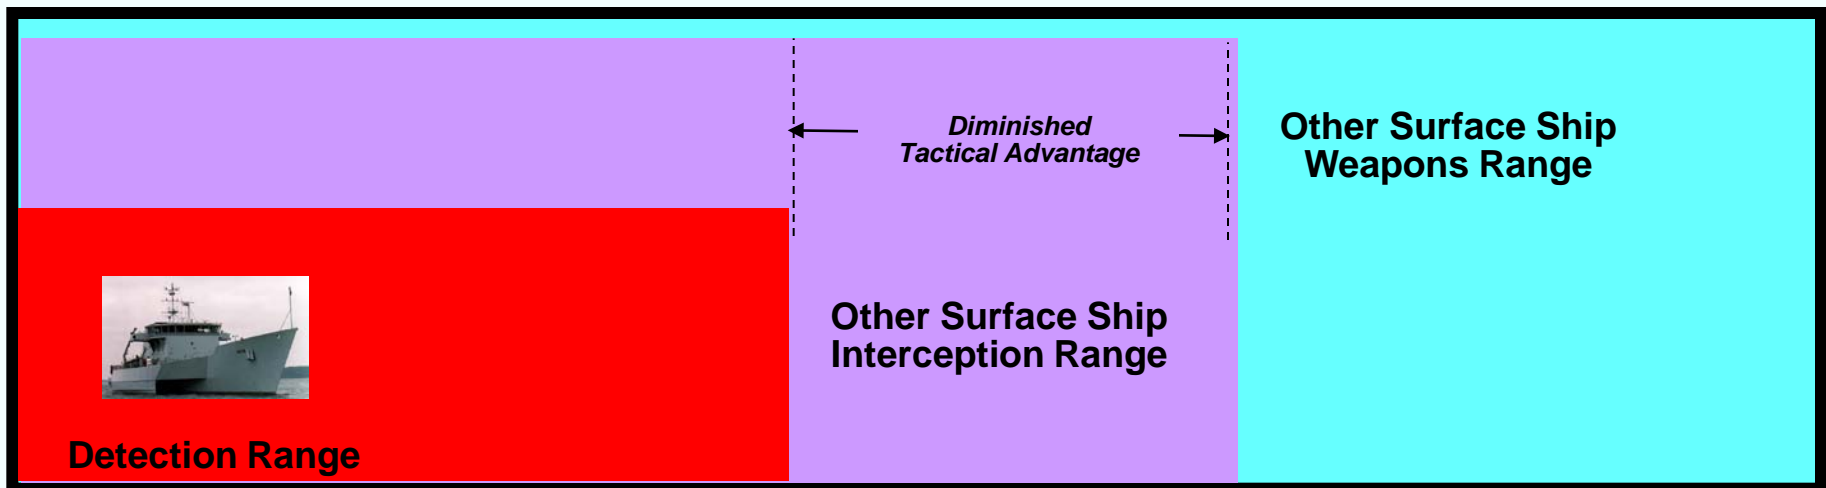 Diminished
Tactical Advantage
Other Surface Ship
Weapons Range
Other Surface Ship
Interception Range
Detection Range